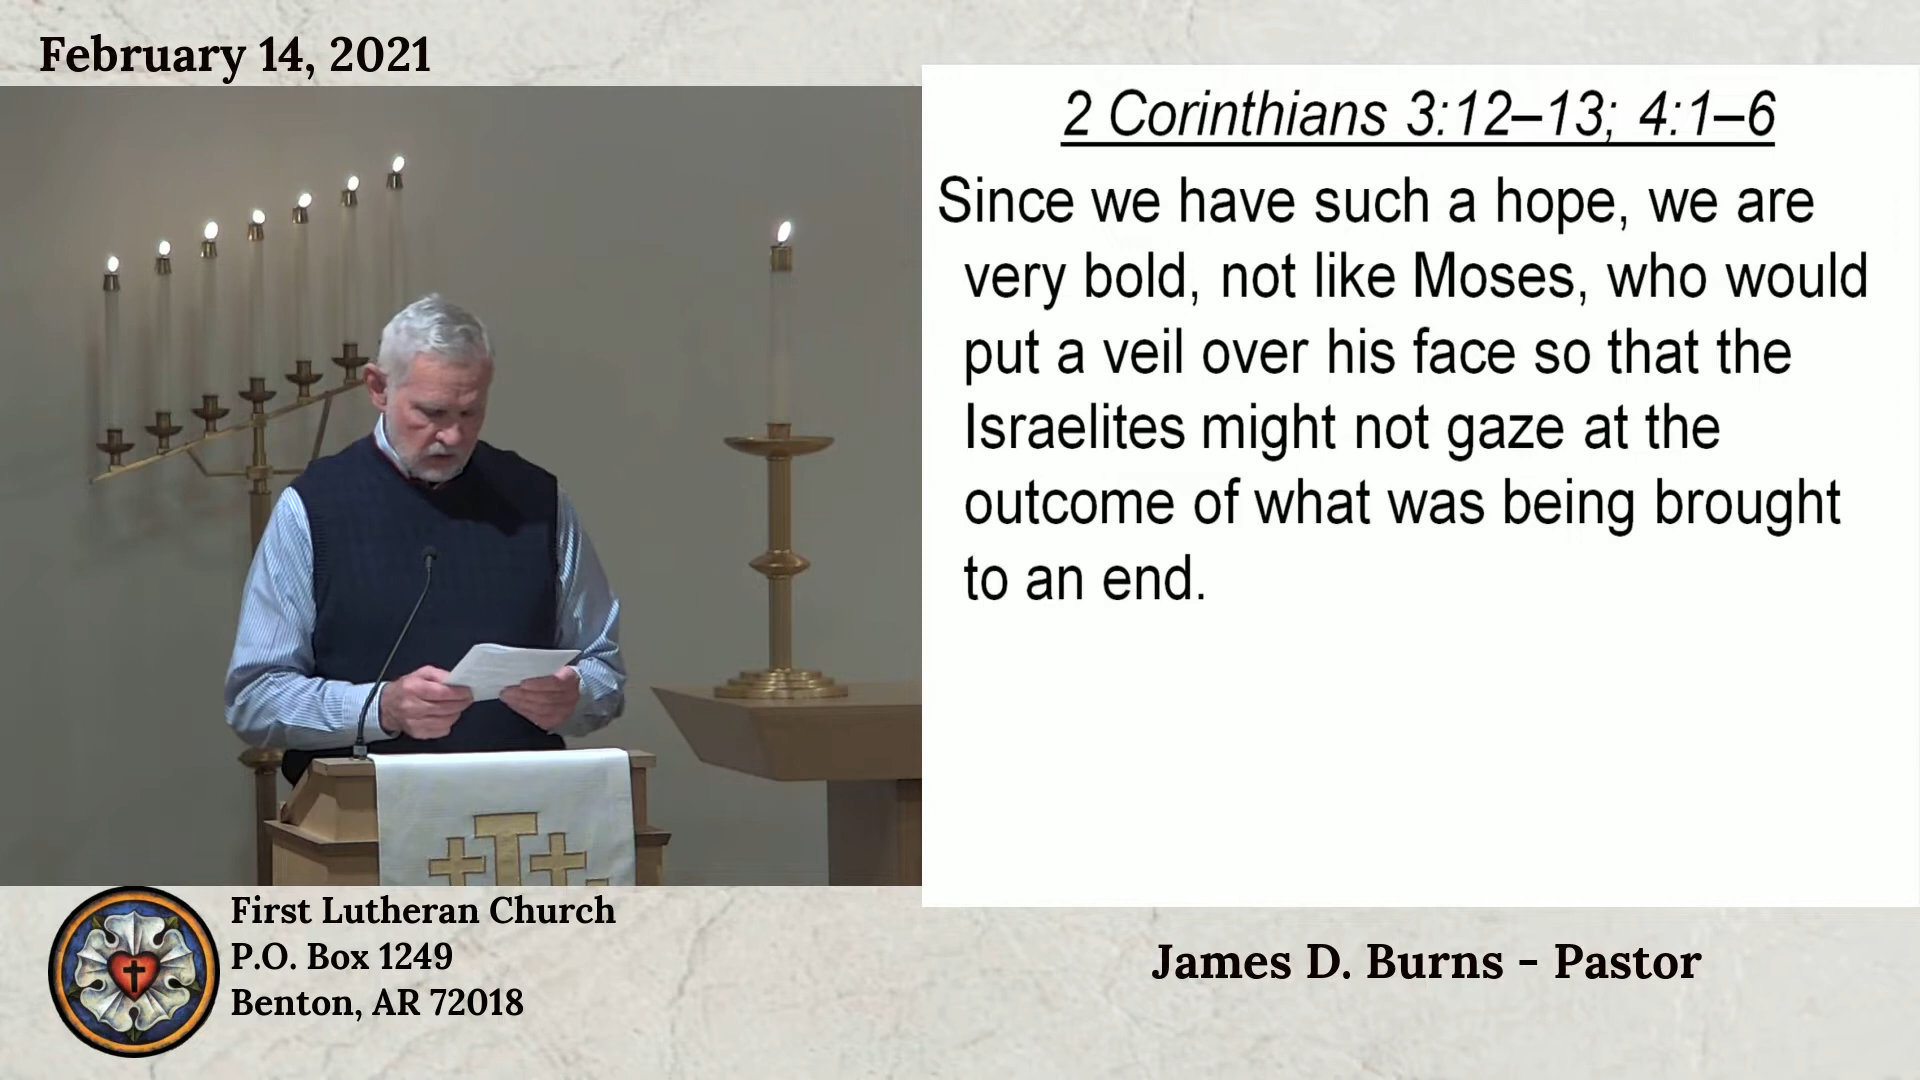 February 14, 2021
2 Corinthians 3:12–13; 4:1–6
Since we have such a hope, we are
very bold, not like Moses, who would
put a veil over his face so that the
Israelites might not gaze at the
outcome of what was being brought
to an end.
First Lutheran Church
P.O. Box 1249
Benton, AR 72018
James D. Burns - Pastor